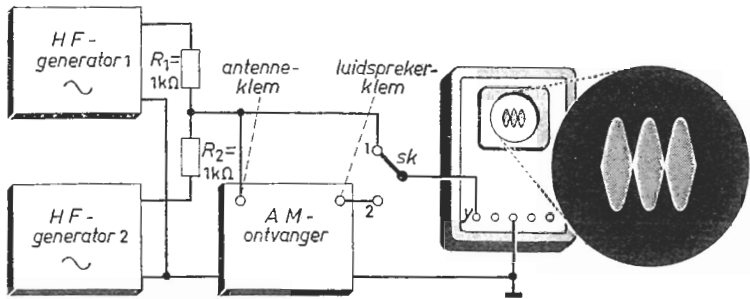 HF-
generator 1
R₁=
1kΩ
antenne-
klem
luidspreker-
klem
R₂=
1kΩ
1
sk
2
HF-
generator 2
AM-
ontvanger
y